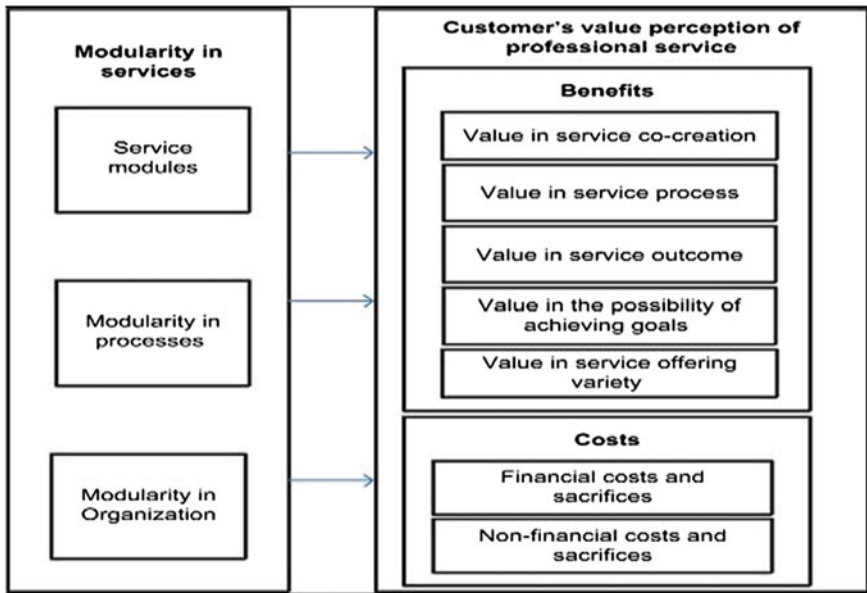 Modularity in
services
Service
modules
Modularity in
processes
Modularity in
Organization
Customer's value perception of
professional service
Benefits
Value in service co-creation
Value in service process
Value in service outcome
Value in the possibility of
achieving goals
Value in service offering
variety
Costs
Financial costs and
sacrifices
Non-financial costs and
sacrifices